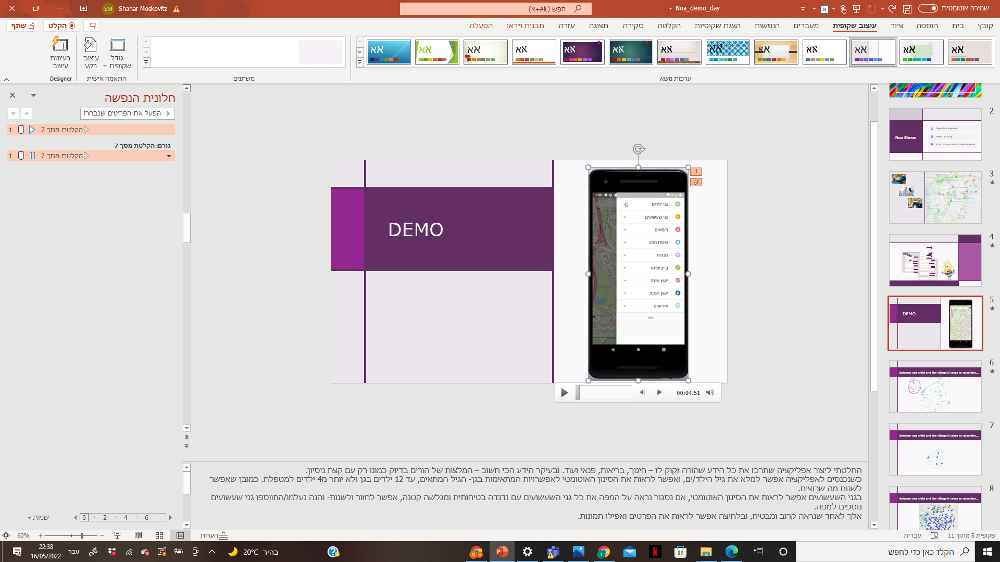 שמירה אוטומטית
Noa_demo_day
חפש (Alt+א)
Shahar Moskovitz
SM
קובץ
בית
הוספה
ציור
עיצוב שקופית
מעברים
הנפשות
הצגת שקופיות
הקלטה
סקירה
תצוגה
עזרה
תבנית וידאו
הפעלה
הקלט
שתף
אא
אא
אא
אא
אא
אא
אא
אא
אא
אא
אא
אא
אא
גודל שקופית
עיצוב רקע
רעיונות עיצוב
ערכות נושא
משתנים
התאמה אישית
Designer
חלונית הנפשה
הפעל את הפריטים שנבחרו
1 הקלטת מסך 7
גורם: הקלטת מסך 7
1 הקלטת מסך 7
DEMO
1
6:50
גני ילדים
גני שעשועים
רופאים
טיפת חלב
חנויות
בייביסיטר
יעוץ שינה
יעוץ הנקה
אירועים
סגור
00:04.51
2
Noa Simon
Algorithm Engineer
Deep Learning
M.Sc. Computational Neuroscience
3
4
5
DEMO
6
Between one child and the village it takes to raise him...
7
Between one child and the village it takes to raise him...
8
Between one child and the village it takes to raise him...
החלטתי ליצור אפליקציה שתרכז את כל הידע שהורה זקוק לו – חינוך, בריאות, פנאי ועוד. ובעיקר הידע הכי חשוב – המלצות של הורים בדיוק כמונו רק עם קצת ניסיון.
כשנכנסים לאפליקציה אפשר למלא את גיל הילד/ים, ואפשר לראות את הסינון האוטומטי לאפשרויות המתאימות בגן- הגיל המתאים, עד 12 ילדים בגן ולא יותר מ4 ילדים למטפלת. כמובן שאפשר
לשנות מה שרוצים.
בגני השעשועים אפשר לראות את הסינון האוטומטי, אם נסגור נראה על המפה את כל גני השעשועים עם נדנדה בטיחותית ומגלשה קטנה, אפשר לחזור ולשנות- והנה נעלמו/התווספו גני שעשועים
נוספים למפה.
אלך לאחד שנראה קרוב ומבטיח, ובלחיצה אפשר לראות את הפרטים ואפילו תמונות.
שניות
0 2 4 6
שקופית 5 מתוך 11
עברית
הערות
60%
הקלד כאן כדי לחפש
20°C בהיר
עבר
22:38
16/05/2022